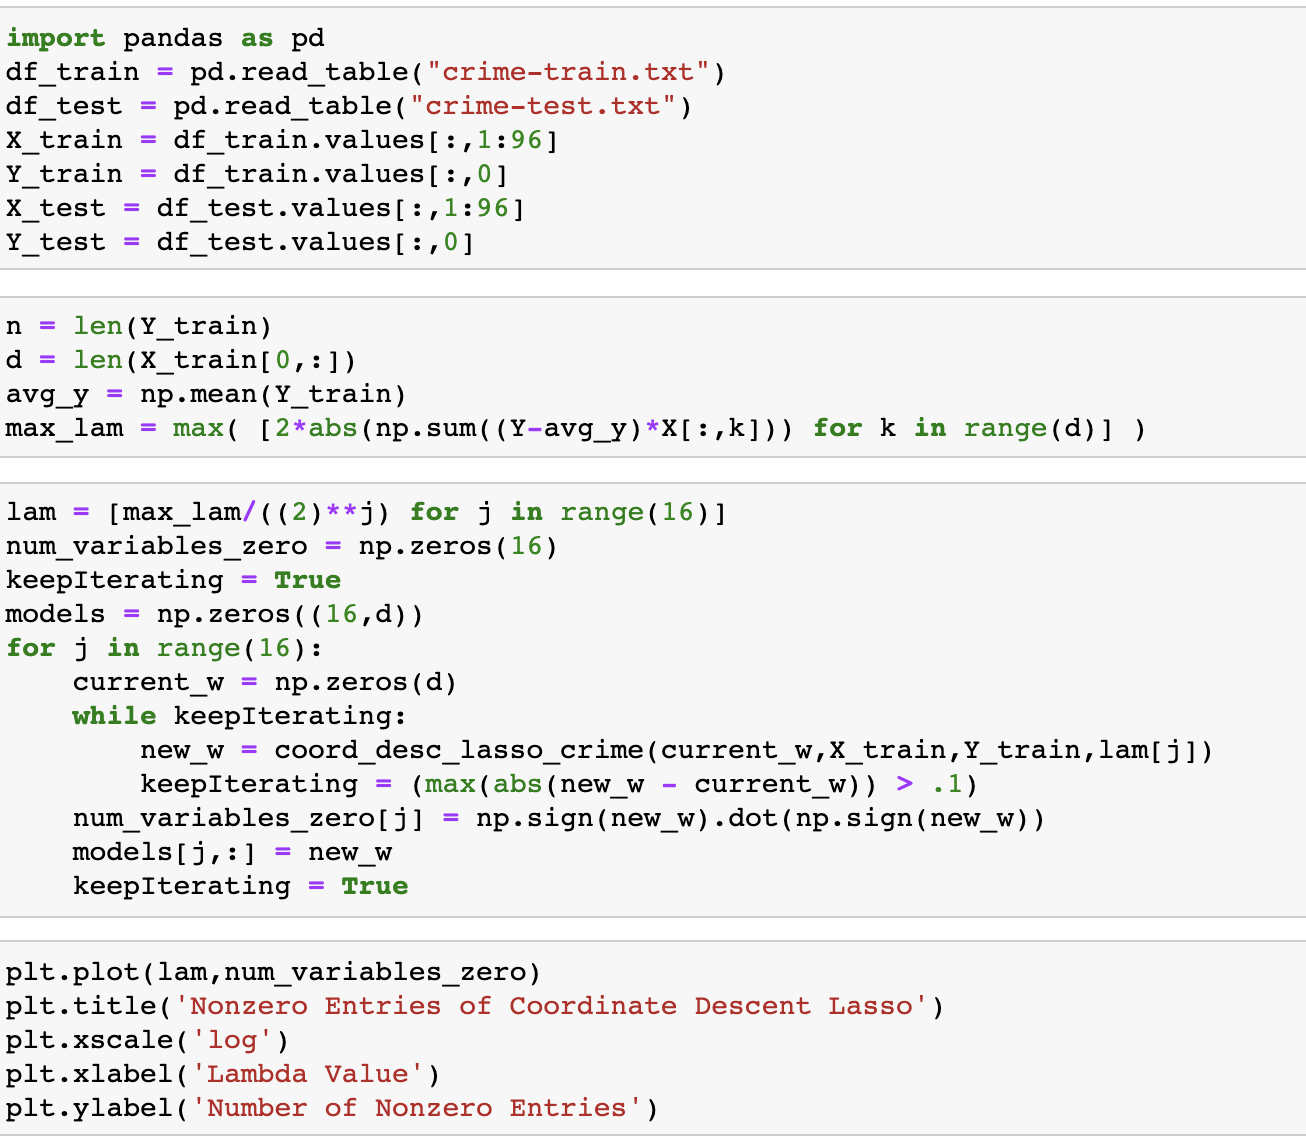 import pandas as pd
df_train = pd.read_table("crime-train.txt")
df_test = pd.read_table("crime-test.txt")
X_train = df_train.values[:,1:96]
Y_train = df_train.values[:,0]
X_test = df_test.values[:,1:96]
Y_test = df_test.values[:,0]
n = len(Y_train)
d = len(X_train[0,:])
avg_y = np.mean(Y_train)
max_lam = max( [2*abs(np.sum((Y-avg_y)*X[:,k])) for k in range(d)] )
lam = [max_lam/((2)**j) for j in range(16)]
num_variables_zero = np.zeros(16)
keepIterating = True
models = np.zeros((16,d))
for j in range(16):
    current_w = np.zeros(d)
    while keepIterating:
        new_w = coord_desc_lasso_crime(current_w,X_train,Y_train,lam[j])
        keepIterating = (max(abs(new_w - current_w)) > .1)
    num_variables_zero[j] = np.sign(new_w).dot(np.sign(new_w))
    models[j,:] = new_w
    keepIterating = True
plt.plot(lam,num_variables_zero)
plt.title('Nonzero Entries of Coordinate Descent Lasso')
plt.xscale('log')
plt.xlabel('Lambda Value')
plt.ylabel('Number of Nonzero Entries')